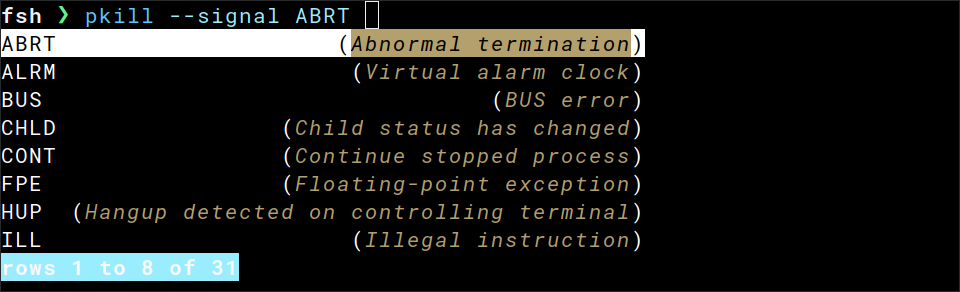 fsh ❯ pkill --signal ABRT
ABRT (Abnormal termination)
ALRM (Virtual alarm clock)
BUS (BUS error)
CHLD (Child status has changed)
CONT (Continue stopped process)
FPE (Floating-point exception)
HUP (Hangup detected on controlling terminal)
ILL (Illegal instruction)
rows 1 to 8 of 31